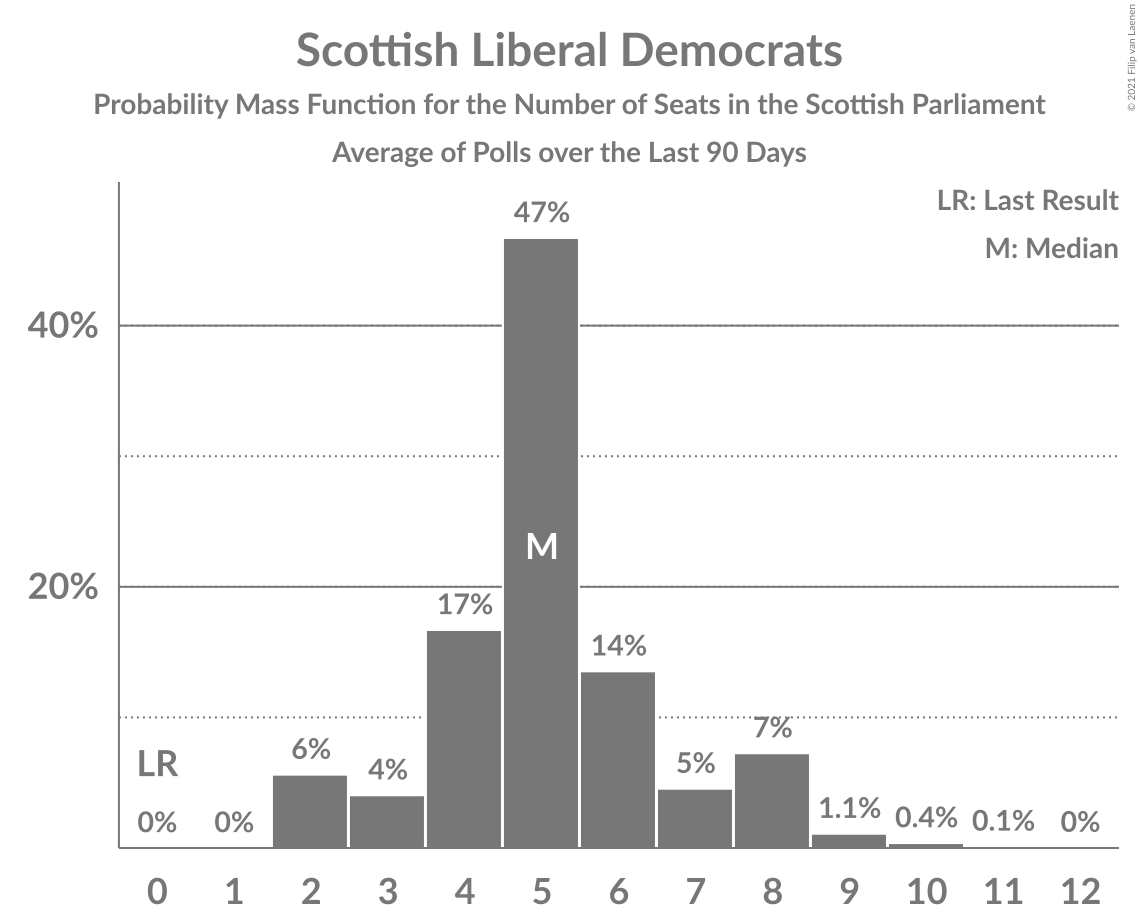 Scottish Liberal Democrats
Probability Mass Function for the Number of Seats in the Scottish Parliament
Average of Polls over the Last 90 Days
© 2021 Filip van Laenen
LR: Last Result
M: Median
47%
40%
M
20%
17%
14%
7%
LR
6%
4%
5%
0%
0%
1.1%
0.4%
0.1%
0%
0 1 2 3 4 5 6 7 8 9 10 11 12